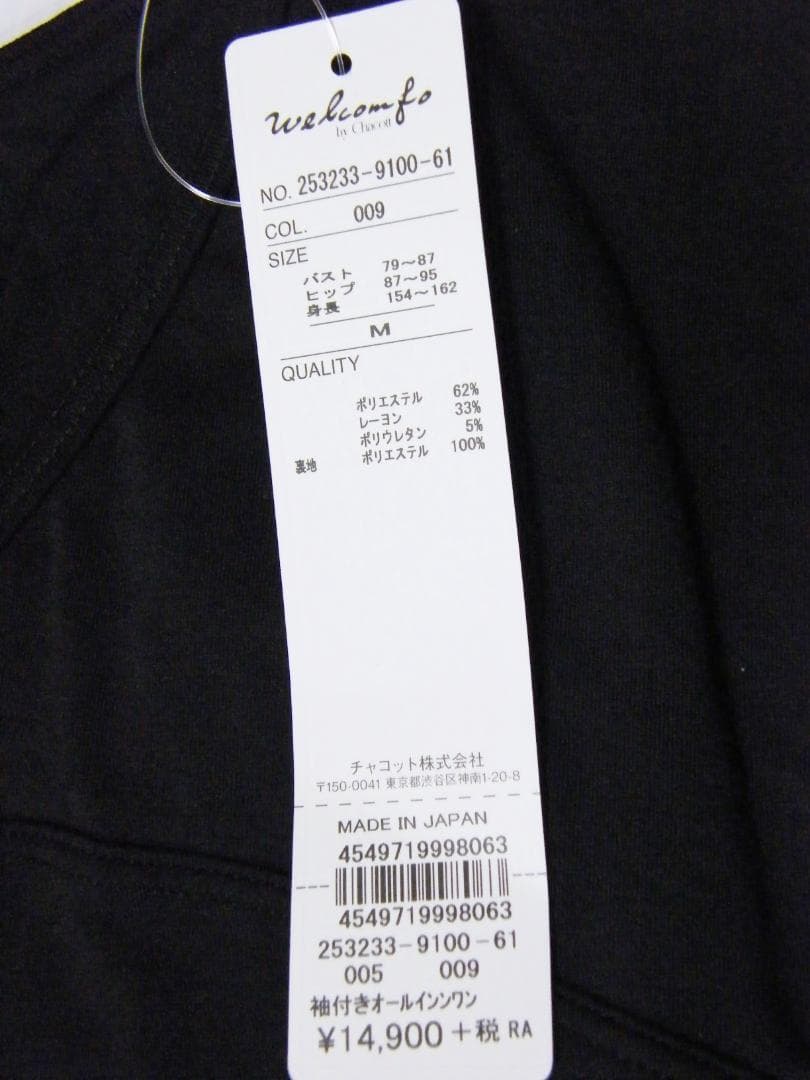 welcomfo
by Chacott
NO. 253233-9100-61
COL. 009
SIZE
バスト 79〜87
ヒップ 87〜95
身長 154〜162
M
QUALITY
ポリエステル 62%
レーヨン 33%
ポリウレタン 5%
裏地 ポリエステル 100%
チャコット株式会社
〒150-0041 東京都渋谷区神南1-20-8
MADE IN JAPAN
4549719998063
4549719998063
253233-9100-61
005 009
袖付きオールインンワン
¥14,900+税 RA